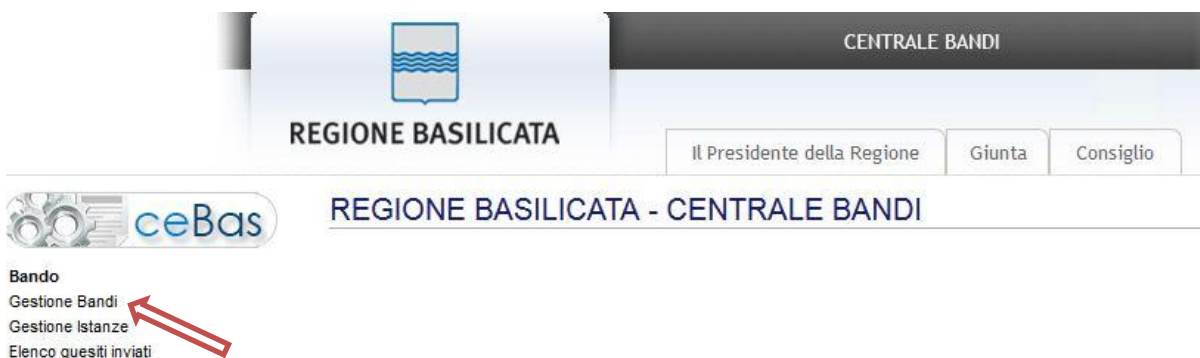 CENTRALE BANDI
REGIONE BASILICATA
Il Presidente della Regione
Giunta
Consiglio
ceBas
REGIONE BASILICATA - CENTRALE BANDI
Bando
Gestione Bandi
Gestione Istanze
Elenco quesiti inviati